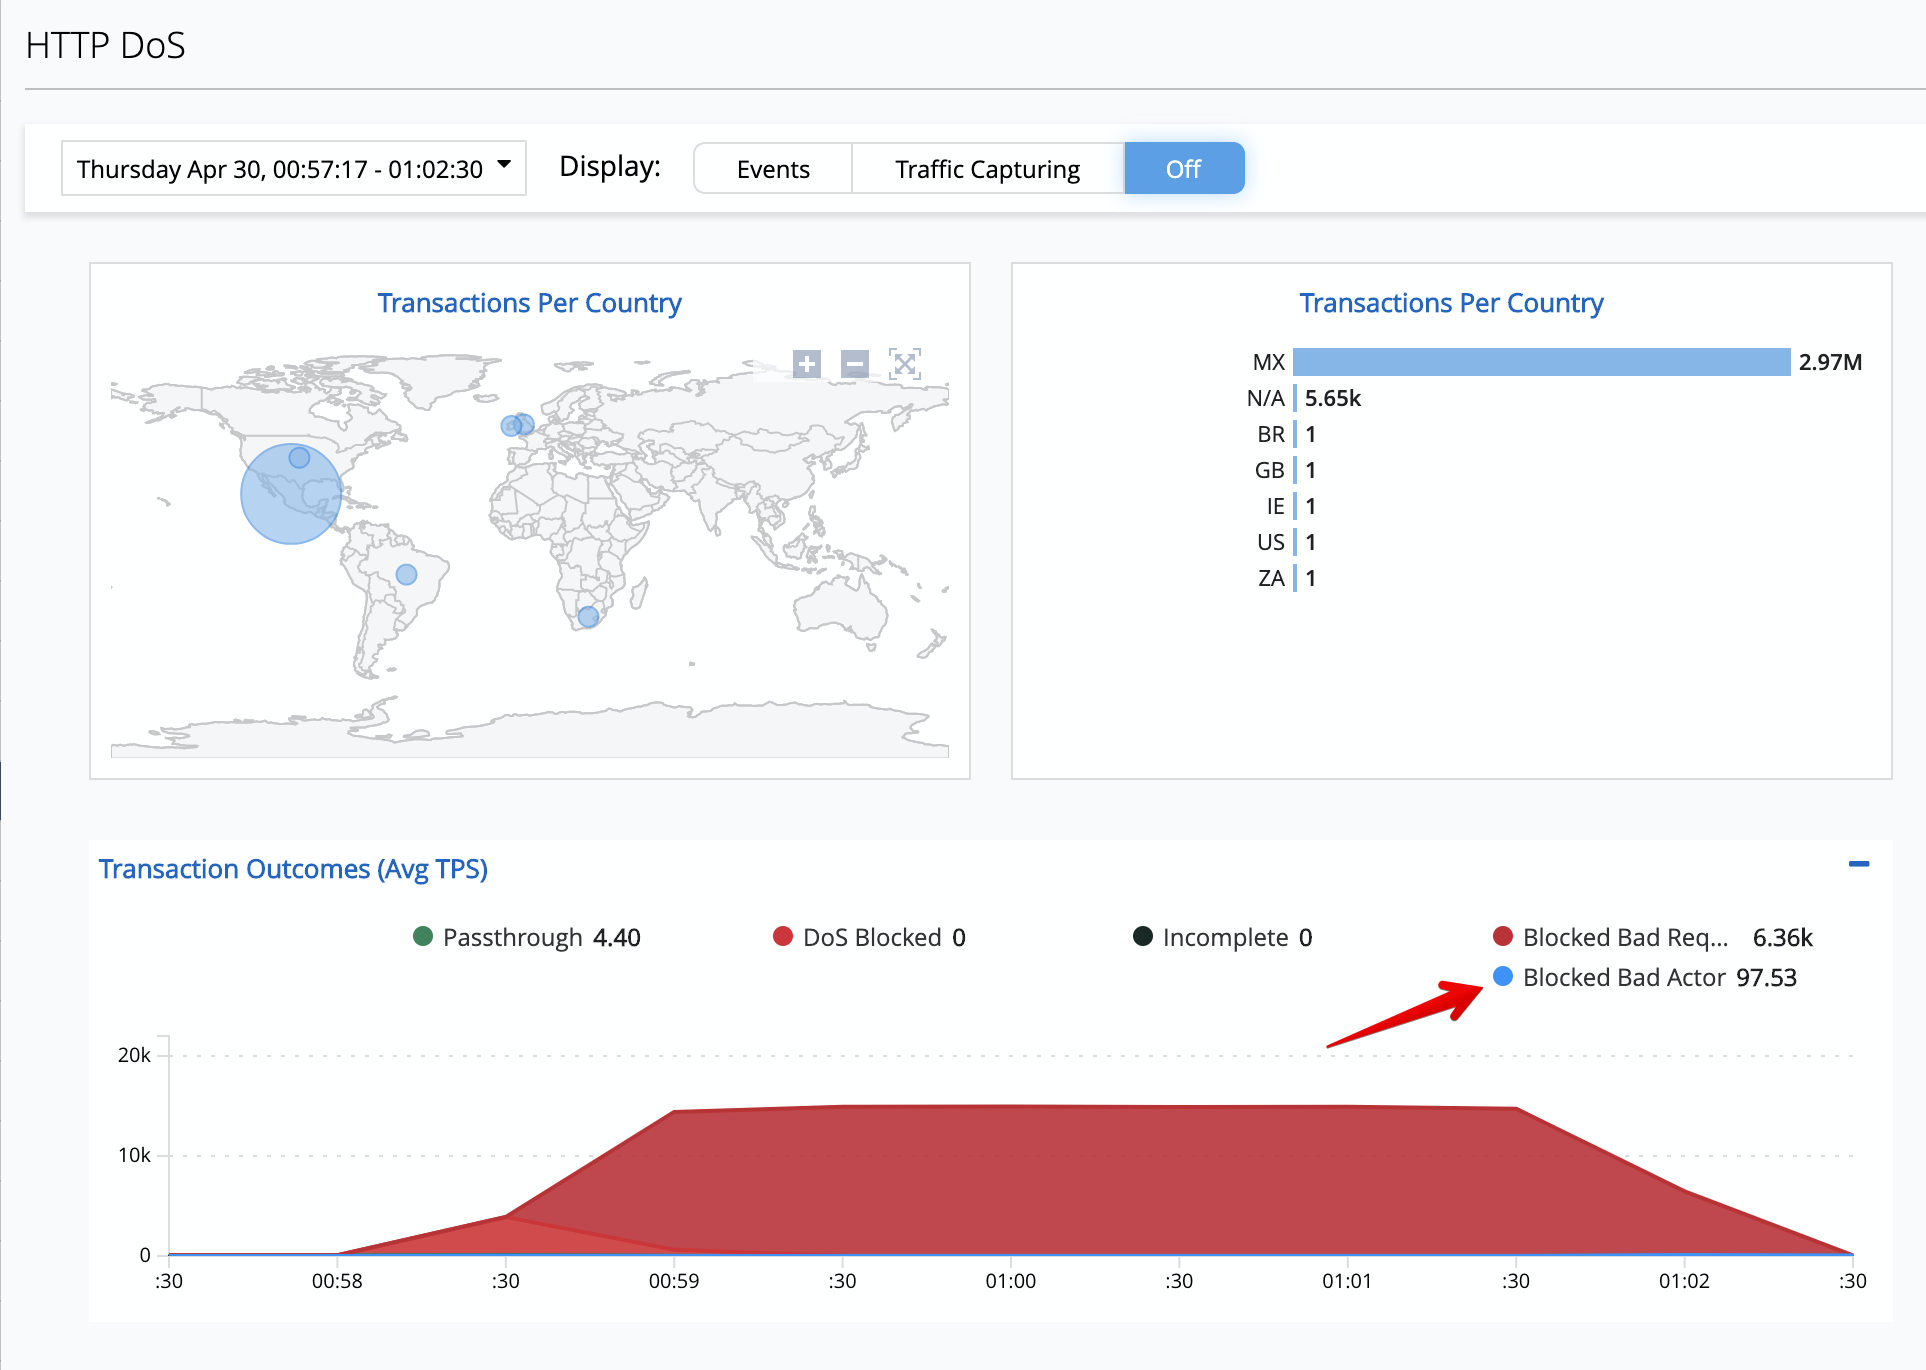 HTTP DoS
Thursday Apr 30, 00:57:17 - 01:02:30 Display: Events Traffic Capturing Off
Transactions Per Country
Transactions Per Country
MX 2.97M
N/A 5.65k
BR 1
GB 1
IE 1
US 1
ZA 1
Transaction Outcomes (Avg TPS)
Passthrough 4.40 DoS Blocked 0 Incomplete 0 Blocked Bad Req... 6.36k
Blocked Bad Actor 97.53
20k
10k
0
:30 00:58 :30 00:59 :30 01:00 :30 01:01 :30 01:02 :30